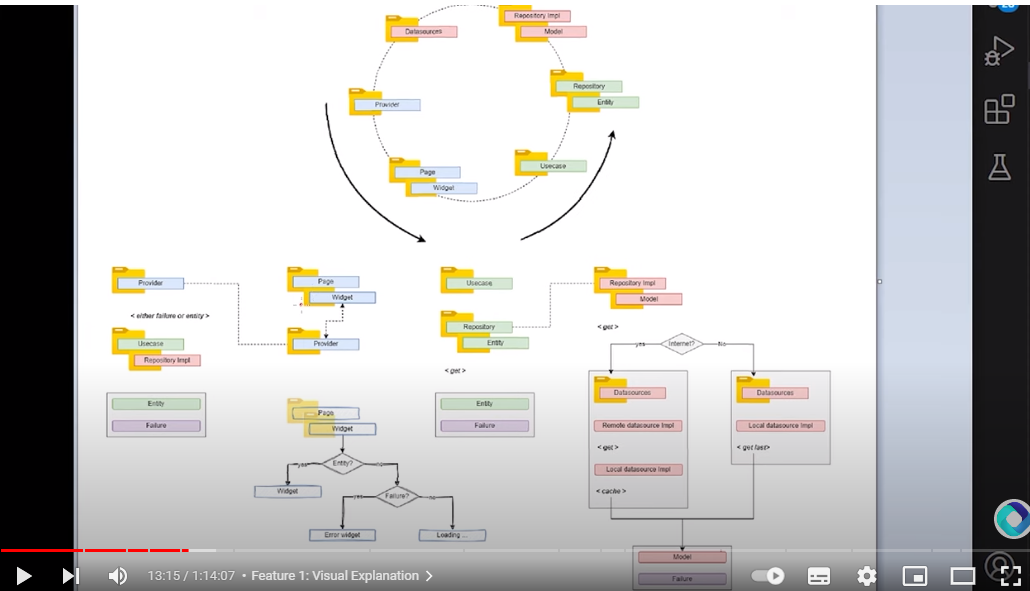 Repository Impl
Datasources
Model
Repository
Entity
Provider
Usecase
Page
Widget
Provider
< either failure or entity >
Usecase
Repository Impl
Entity
Failure
Page
Widget
Provider
Page
Widget
Entity?
yes
no
Widget
Failure?
yes
no
Error widget
Loading ...
Usecase
Repository
Entity
< get >
Entity
Failure
Repository Impl
Model
< get >
Internet?
yes
No
Datasources
Remote datasource Impl
< get >
Local datasource Impl
< cache >
Datasources
Local datasource Impl
< get last>
Model
Failure
13:15 / 1:14:07 • Feature 1: Visual Explanation